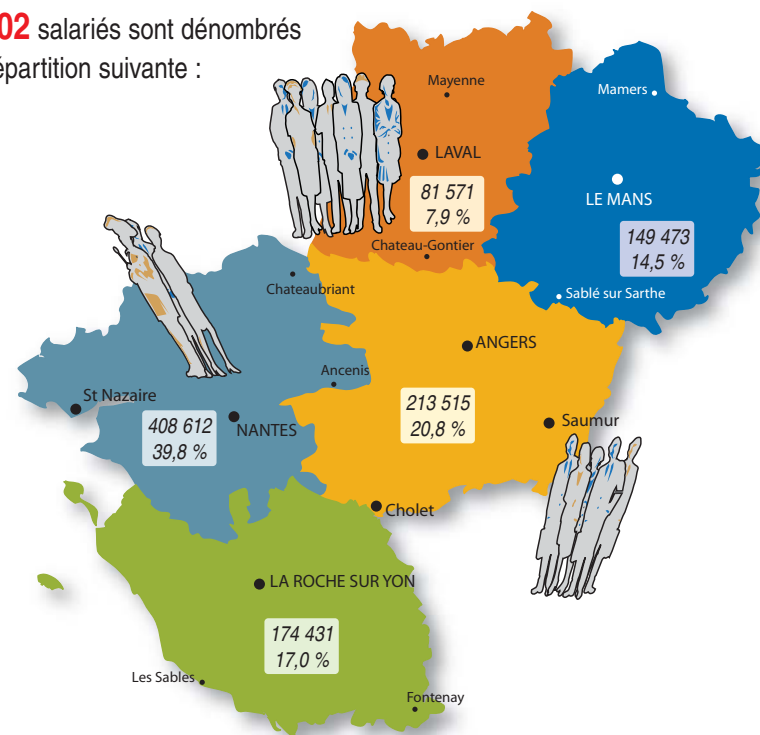 02 salariés sont dénombrés
épartition suivante :
Mayenne
Mamers
LAVAL
81 571
7,9 %
LE MANS
149 473
14,5 %
Chateau-Gontier
Chateaubriant
Sablé sur Sarthe
ANGERS
Ancenis
St Nazaire
213 515
20,8 %
408 612
39,8 %
NANTES
Saumur
Cholet
LA ROCHE SUR YON
174 431
17,0 %
Les Sables
Fontenay